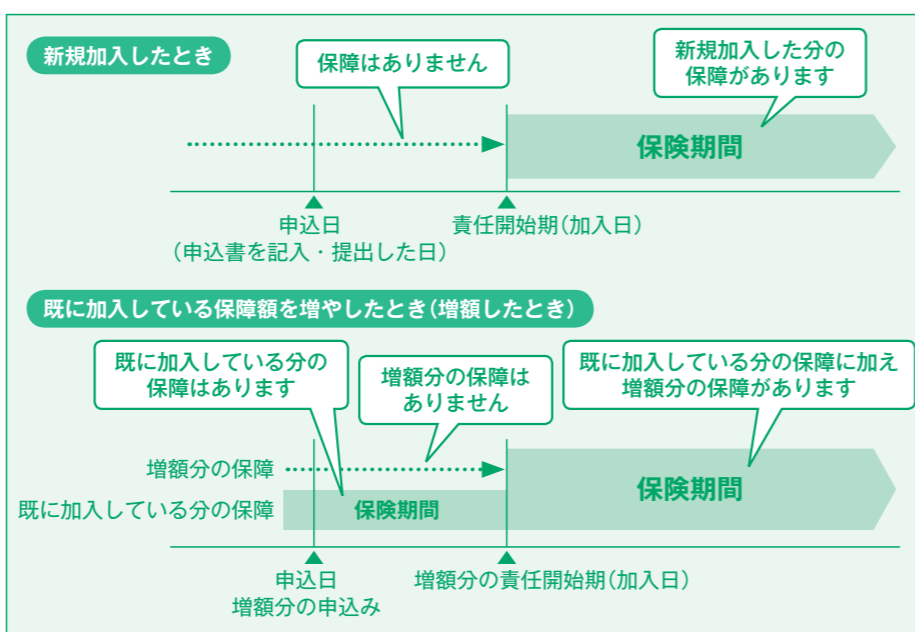 新規加入したとき
保障はありません
新規加入した分の
保障があります
保険期間
申込日
(申込書を記入・提出した日)
責任開始期(加入日)
既に加入している保障額を増やしたとき(増額したとき)
既に加入している分の
保障はあります
増額分の保障は
ありません
既に加入している分の保障に加え
増額分の保障があります
増額分の保障
既に加入している分の保障
保険期間
保険期間
申込日
増額分の申込み
増額分の責任開始期(加入日)